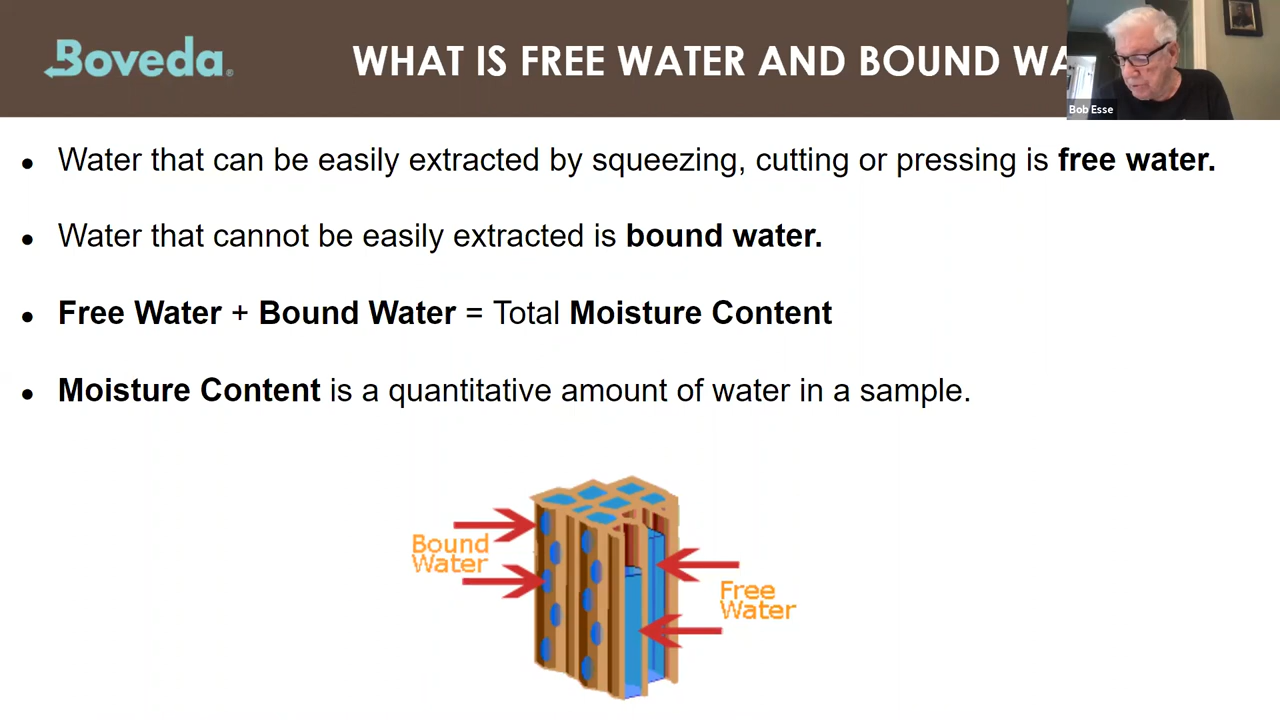 Boveda®
WHAT IS FREE WATER AND BOUND WA
Bob Esse
● Water that can be easily extracted by squeezing, cutting or pressing is free water.
● Water that cannot be easily extracted is bound water.
● Free Water + Bound Water = Total Moisture Content
● Moisture Content is a quantitative amount of water in a sample.
Bound
Water
Free
Water